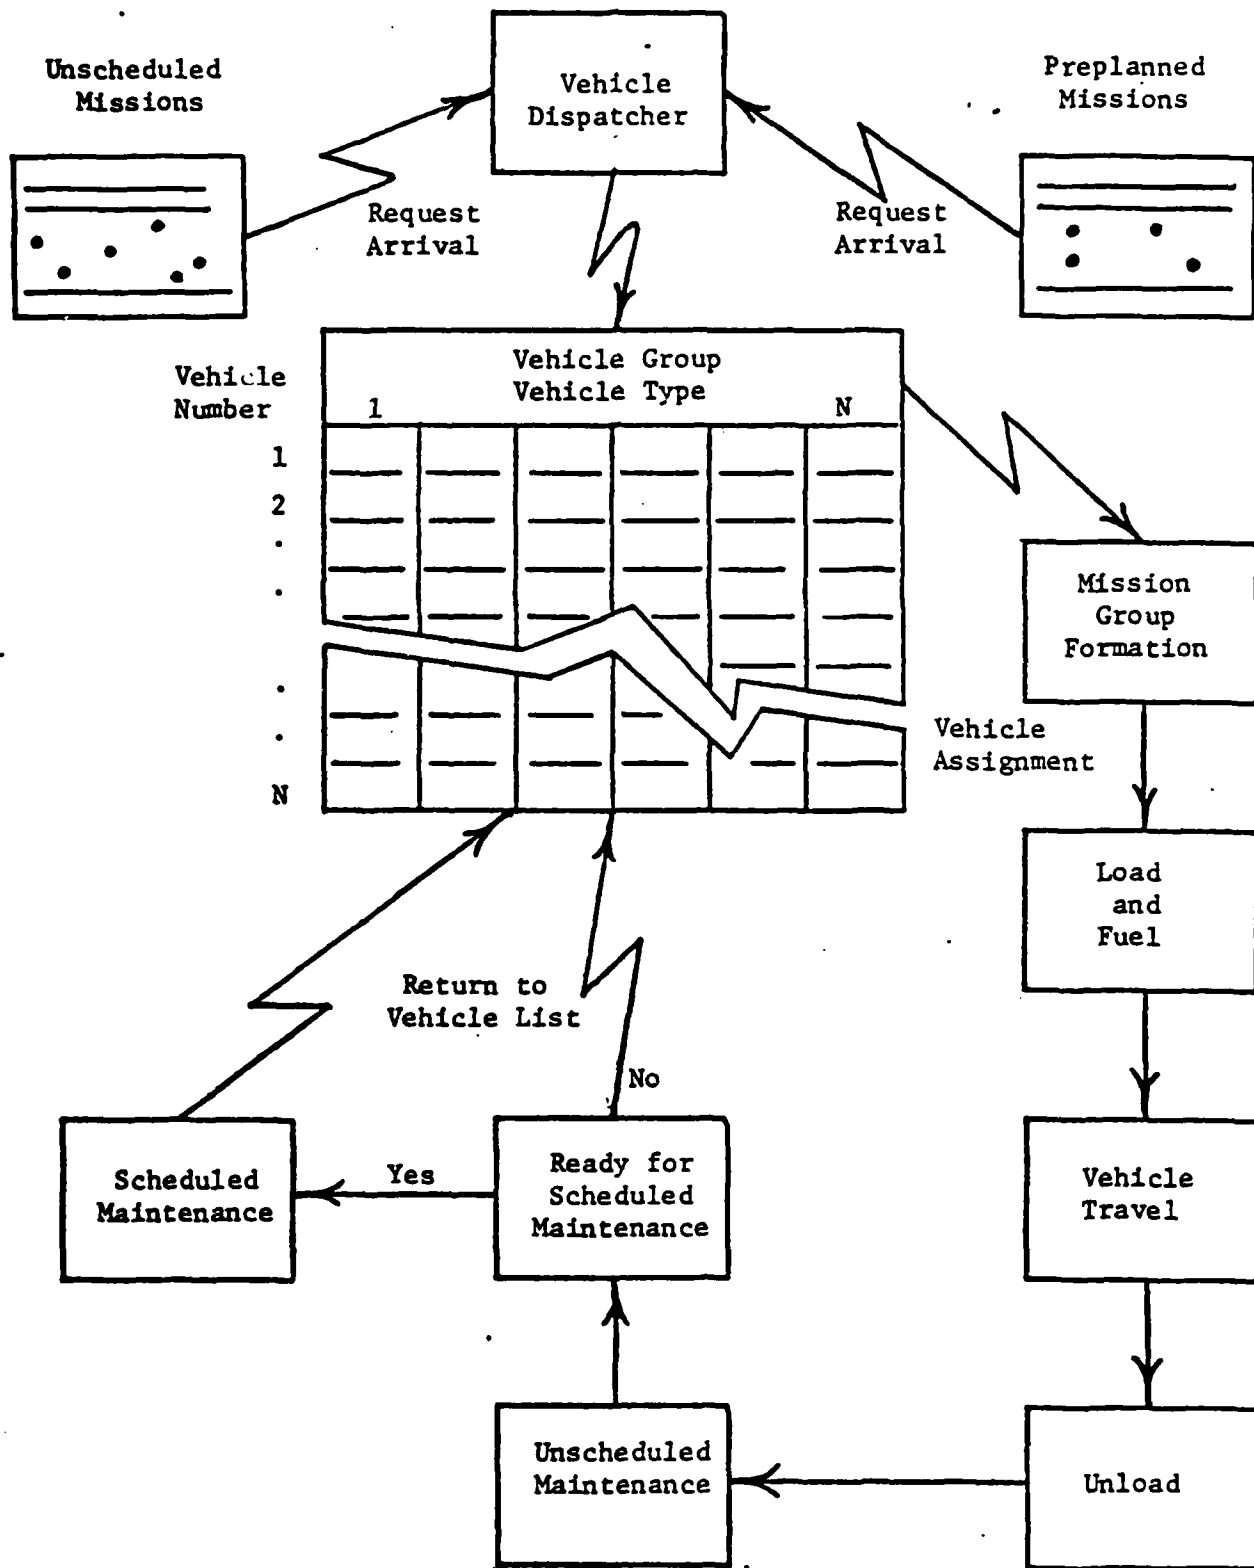 Unscheduled
Missions
Vehicle
Dispatcher
Preplanned
Missions
Request
Arrival
Request
Arrival
Vehicle
Number
Vehicle Group
Vehicle Type
1
N
1
2
.
.
.
.
N
Mission
Group
Formation
Vehicle
Assignment
Load
and
Fuel
Return to
Vehicle List
No
Scheduled
Maintenance
Yes
Ready for
Scheduled
Maintenance
Vehicle
Travel
Unscheduled
Maintenance
Unload